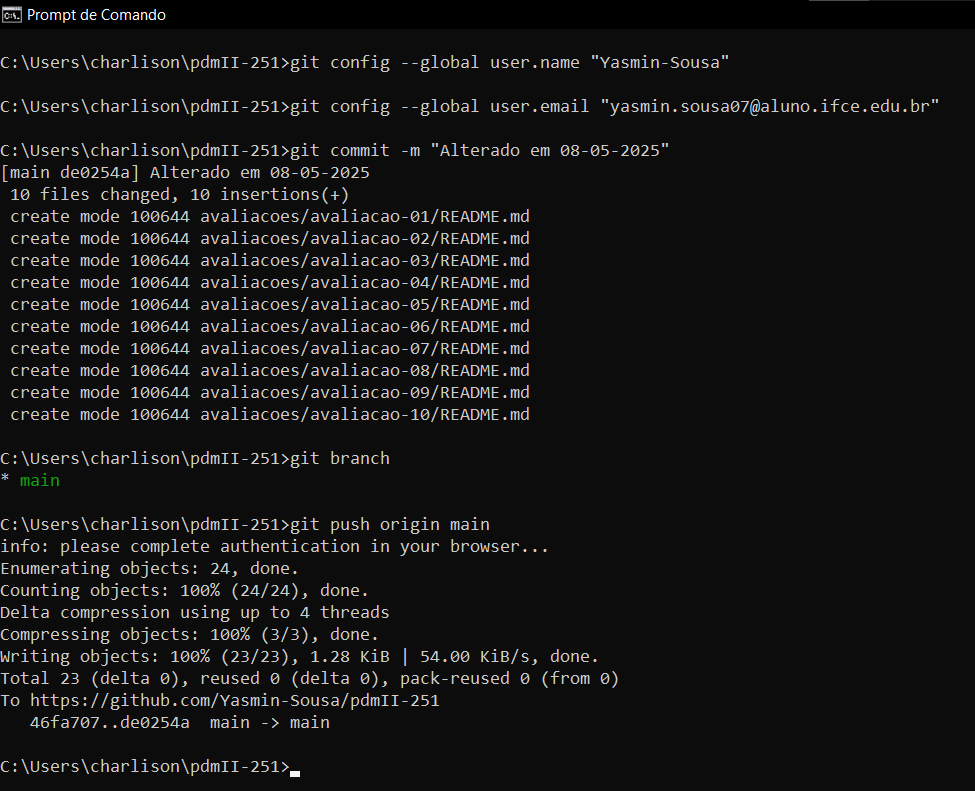 Prompt de Comando
C:\Users\charlison\pdmII-251>git config --global user.name "Yasmin-Sousa"
C:\Users\charlison\pdmII-251>git config --global user.email "yasmin.sousa07@aluno.ifce.edu.br"
C:\Users\charlison\pdmII-251>git commit -m "Alterado em 08-05-2025"
[main de0254a] Alterado em 08-05-2025
 10 files changed, 10 insertions(+)
 create mode 100644 avaliacoes/avaliacao-01/README.md
 create mode 100644 avaliacoes/avaliacao-02/README.md
 create mode 100644 avaliacoes/avaliacao-03/README.md
 create mode 100644 avaliacoes/avaliacao-04/README.md
 create mode 100644 avaliacoes/avaliacao-05/README.md
 create mode 100644 avaliacoes/avaliacao-06/README.md
 create mode 100644 avaliacoes/avaliacao-07/README.md
 create mode 100644 avaliacoes/avaliacao-08/README.md
 create mode 100644 avaliacoes/avaliacao-09/README.md
 create mode 100644 avaliacoes/avaliacao-10/README.md
C:\Users\charlison\pdmII-251>git branch
* main
C:\Users\charlison\pdmII-251>git push origin main
info: please complete authentication in your browser...
Enumerating objects: 24, done.
Counting objects: 100% (24/24), done.
Delta compression using up to 4 threads
Compressing objects: 100% (3/3), done.
Writing objects: 100% (23/23), 1.28 KiB | 54.00 KiB/s, done.
Total 23 (delta 0), reused 0 (delta 0), pack-reused 0 (from 0)
To https://github.com/Yasmin-Sousa/pdmII-251
   46fa707..de0254a  main -> main
C:\Users\charlison\pdmII-251>